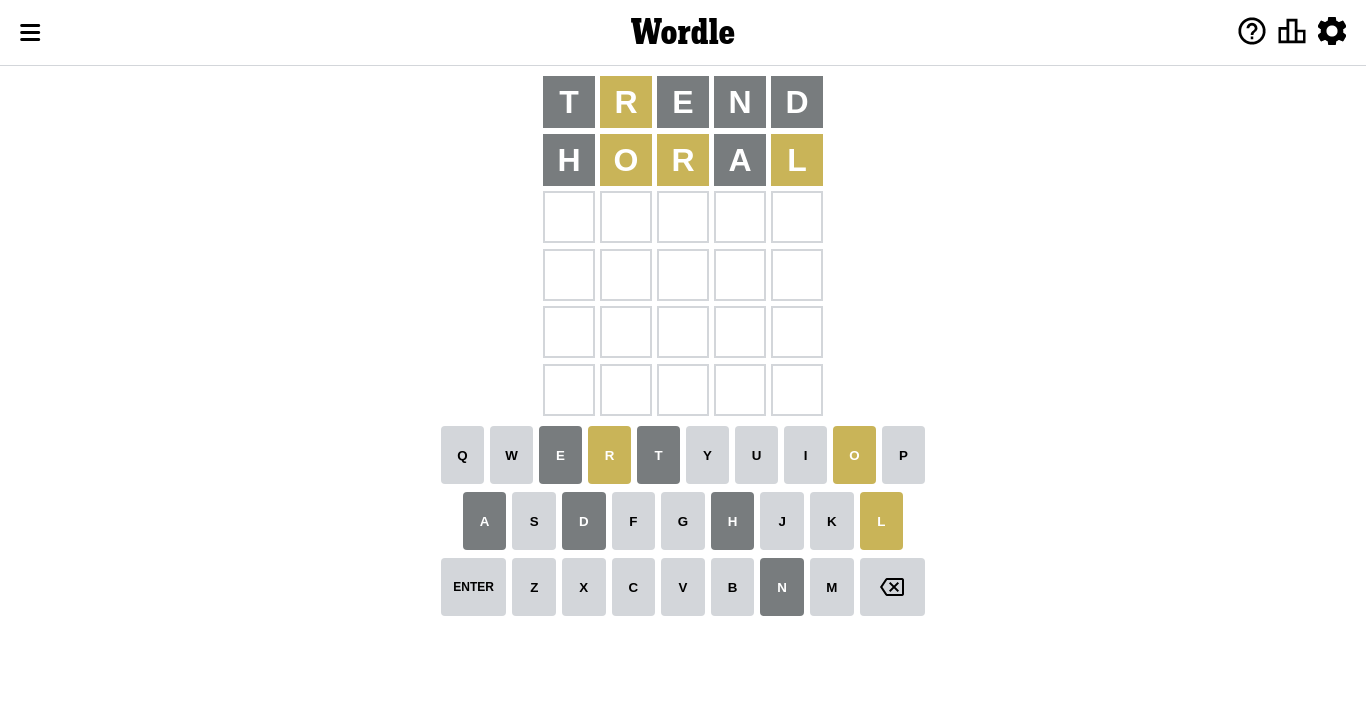 Wordle
T R E N D
H O R A L
Q W E R T Y U I O P
A S D F G H J K L
ENTER Z X C V B N M